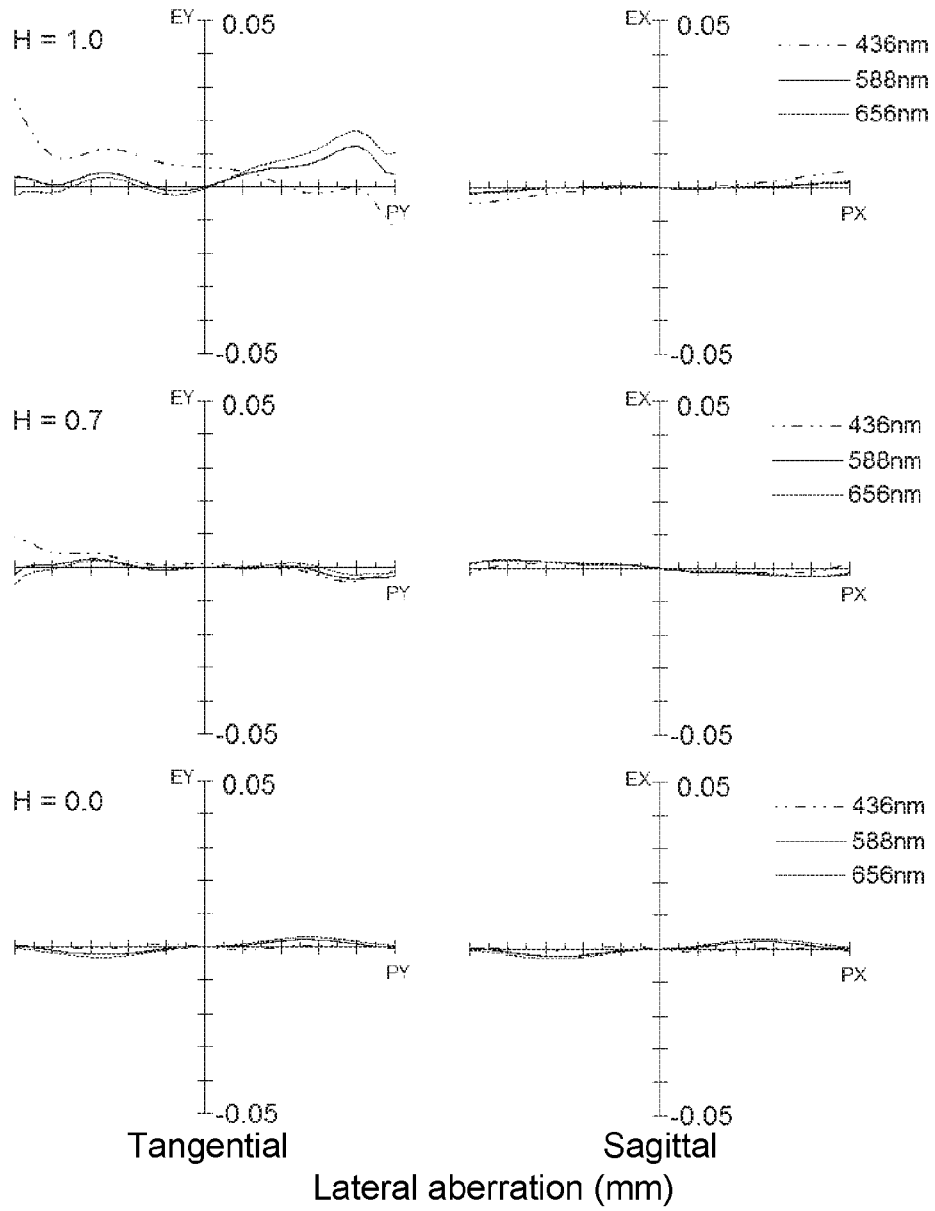 H = 1.0
EY
0.05
PY
-0.05
EX
0.05
PX
-0.05
436nm
588nm
656nm
H = 0.7
EY
0.05
PY
-0.05
EX
0.05
PX
-0.05
436nm
588nm
656nm
H = 0.0
EY
0.05
PY
-0.05
EX
0.05
PX
-0.05
436nm
588nm
656nm
Tangential
Sagittal
Lateral aberration (mm)